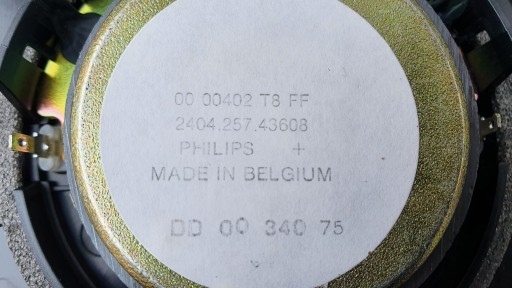 00 00402 T8 FF
2404.257.43608
PHILIPS +
MADE IN BELGIUM
DD 00 340 75